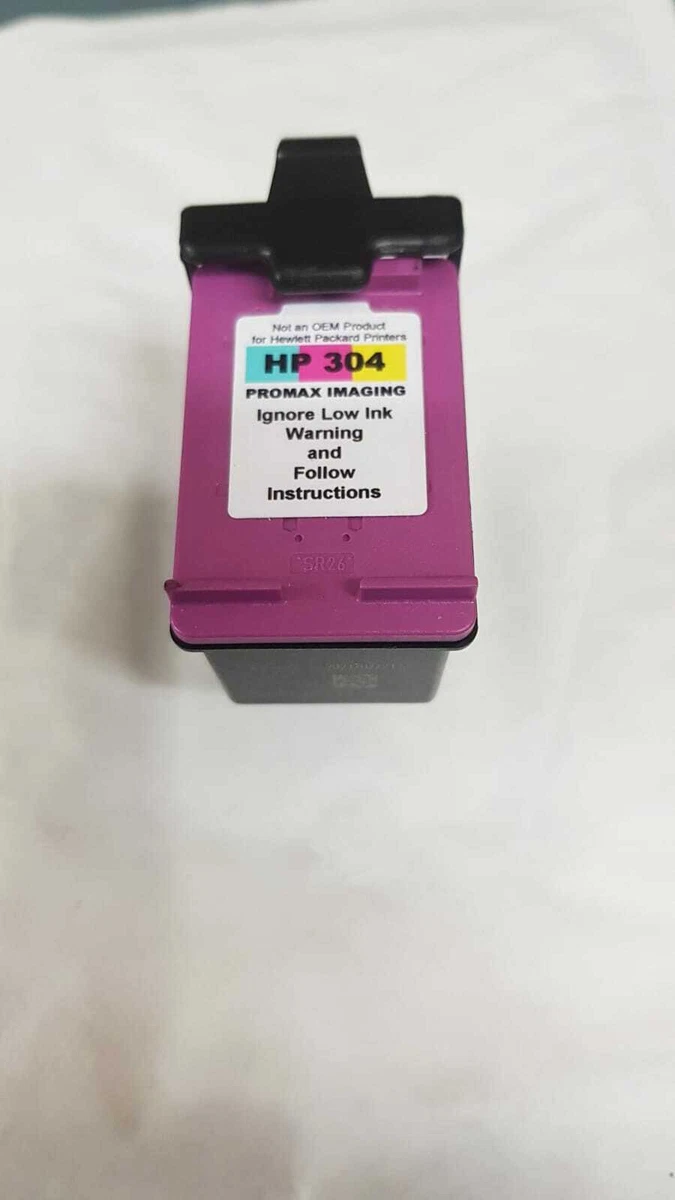 Not an OEM Product
for Hewlett Packard Printers
HP 304
PROMAX IMAGING
Ignore Low Ink
Warning
and
Follow
Instructions